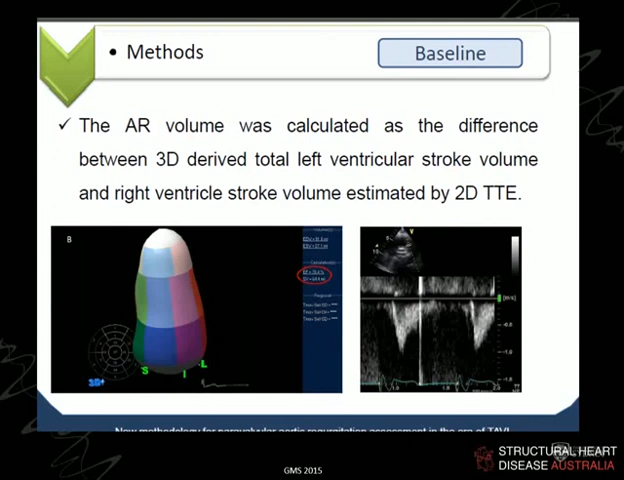 • Methods
Baseline
✓ The AR volume was calculated as the difference
between 3D derived total left ventricular stroke volume
and right ventricle stroke volume estimated by 2D TTE.
B
V
S
I
L
3D
New methodology for paravalvular aortic regurgitation assessment in the era of TAVI
GMS 2015
STRUCTURAL HEART
DISEASE AUSTRALIA